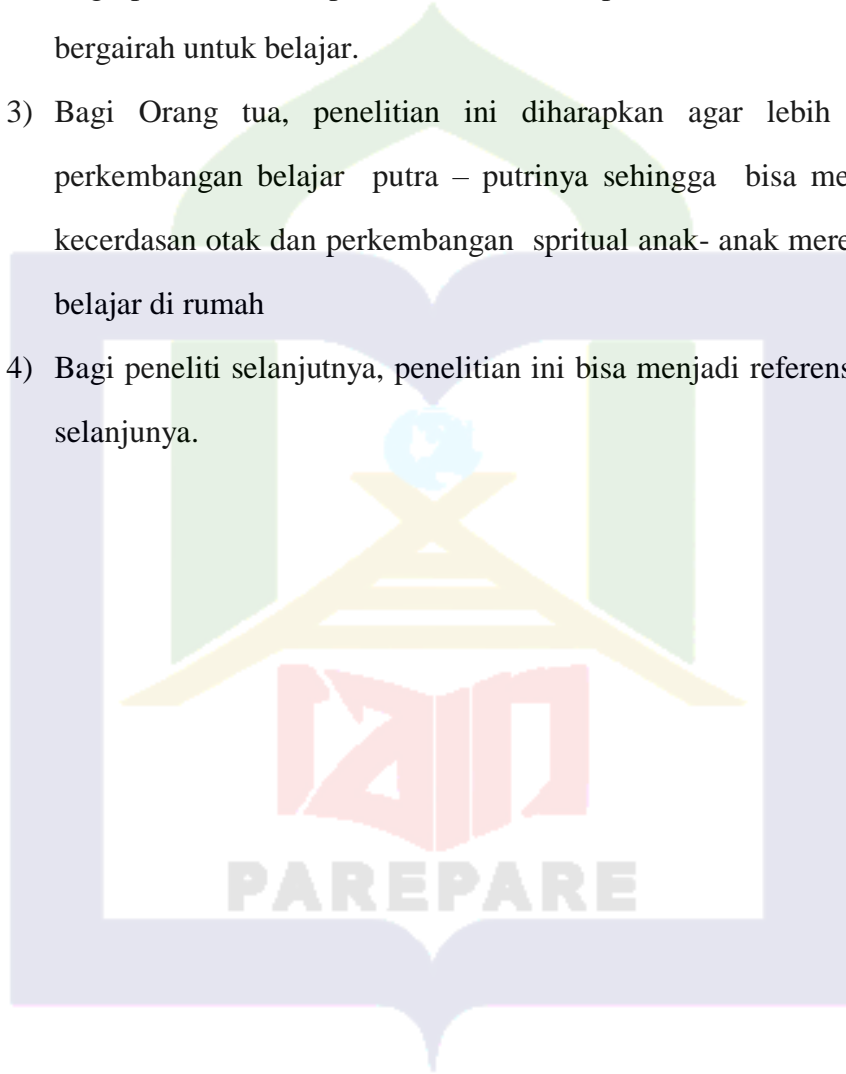 bergairah untuk belajar.
3) Bagi Orang tua, penelitian ini diharapkan agar lebih
perkembangan belajar putra – putrinya sehingga bisa me
kecerdasan otak dan perkembangan spritual anak- anak mere
belajar di rumah
4) Bagi peneliti selanjutnya, penelitian ini bisa menjadi referens
selanjunya.
IAIN
PAREPARE